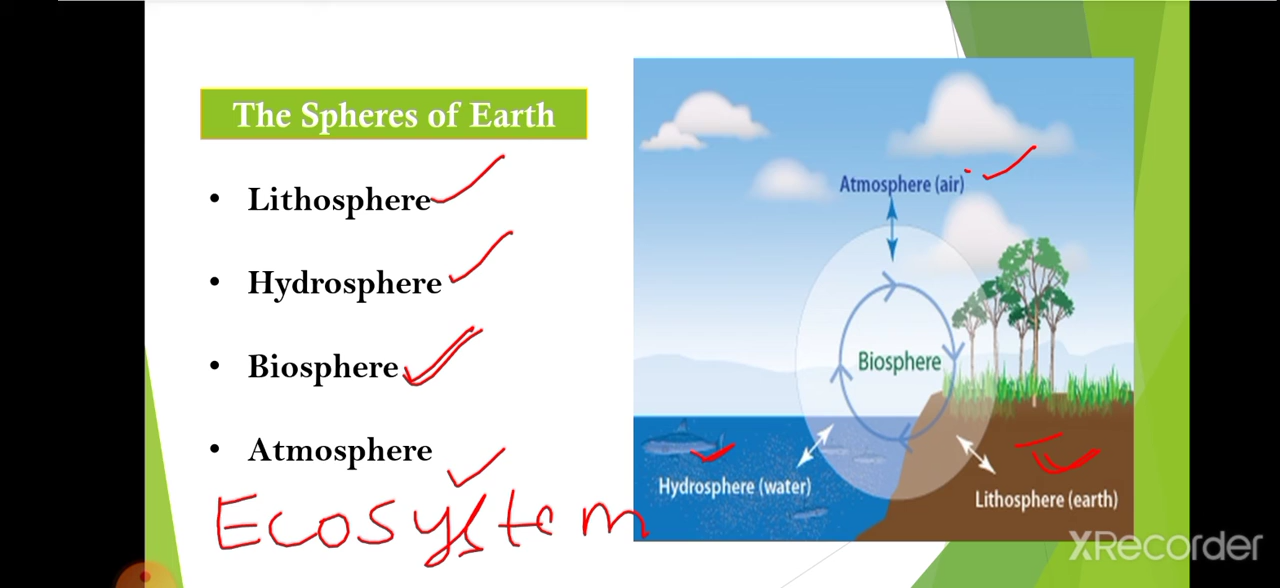 The Spheres of Earth
• Lithosphere
• Hydrosphere
• Biosphere
• Atmosphere
Ecosystem
Atmosphere (air)
Biosphere
Hydrosphere (water)
Lithosphere (earth)
XRecorder